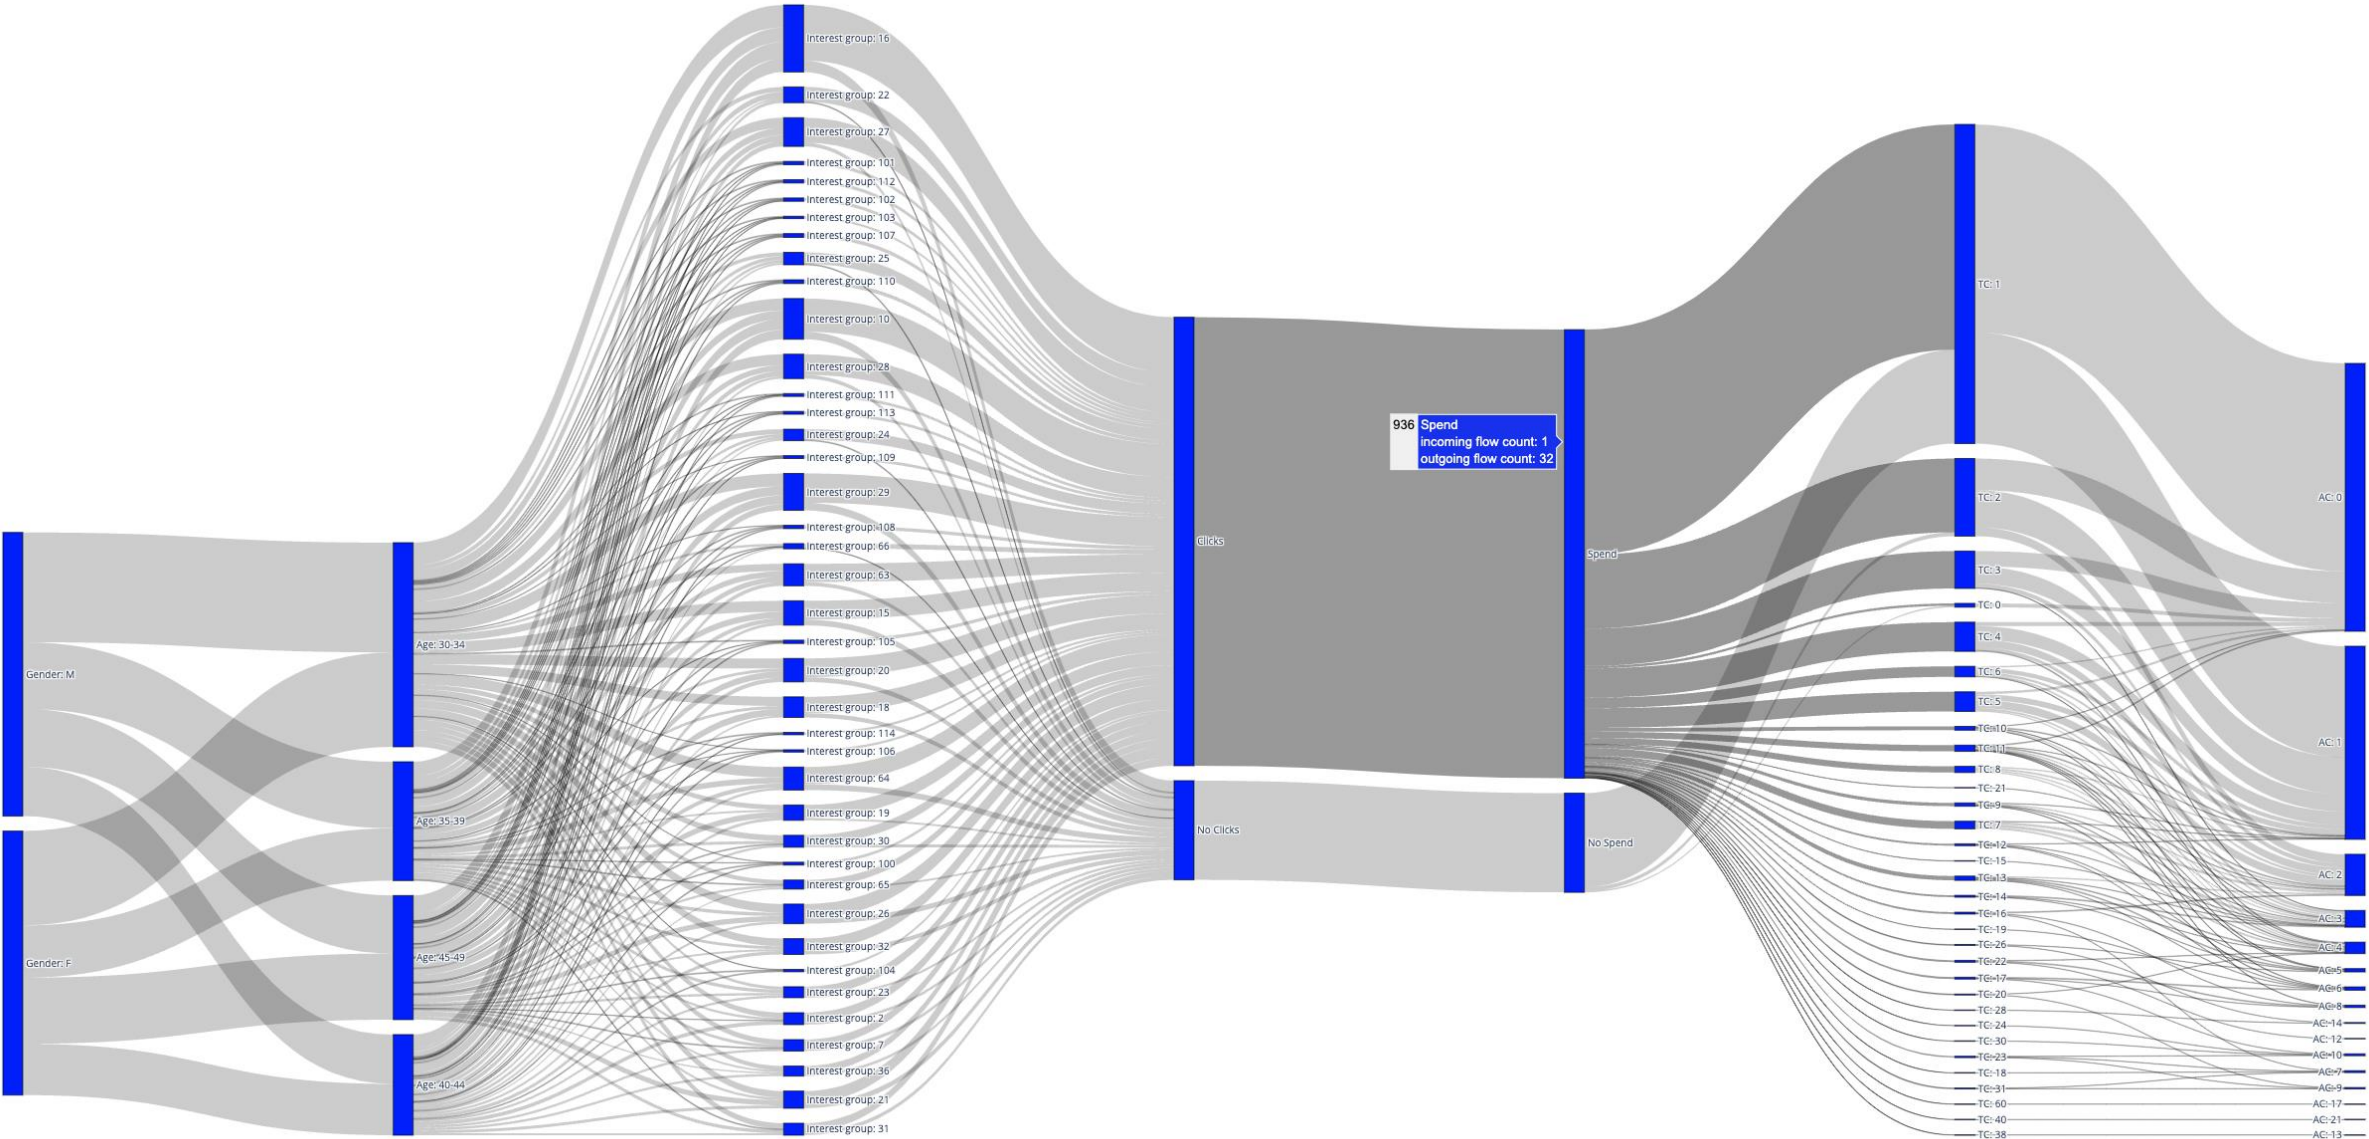 Gender: M
Gender: F
Age: 30-34
Age: 35-39
Age: 45-49
Age: 40-44
Interest group: 16
Interest group: 22
Interest group: 27
Interest group: 101
Interest group: 112
Interest group: 102
Interest group: 103
Interest group: 107
Interest group: 25
Interest group: 110
Interest group: 10
Interest group: 28
Interest group: 111
Interest group: 113
Interest group: 24
Interest group: 109
Interest group: 29
Interest group: 108
Interest group: 66
Interest group: 63
Interest group: 15
Interest group: 105
Interest group: 20
Interest group: 18
Interest group: 114
Interest group: 106
Interest group: 64
Interest group: 19
Interest group: 30
Interest group: 100
Interest group: 65
Interest group: 26
Interest group: 32
Interest group: 104
Interest group: 23
Interest group: 2
Interest group: 7
Interest group: 36
Interest group: 21
Interest group: 31
Clicks
No Clicks
936 Spend
incoming flow count: 1
outgoing flow count: 32
Spend
No Spend
TC: 1
TC: 2
TC: 3
TC: 0
TC: 4
TC: 6
TC: 5
TC: 10
TC: 11
TC: 8
TC: 21
TC: 9
TC: 7
TC: 12
TC: 15
TC: 13
TC: 14
TC: 16
TC: 19
TC: 26
TC: 22
TC: 17
TC: 20
TC: 28
TC: 24
TC: 30
TC: 23
TC: 18
TC: 31
TC: 60
TC: 40
TC: 38
AC: 0
AC: 1
AC: 2
AC: 3
AC: 4
AC: 5
AC: 6
AC: 8
AC: 14
AC: 12
AC: 10
AC: 7
AC: 9
AC: 17
AC: 21
AC: 13